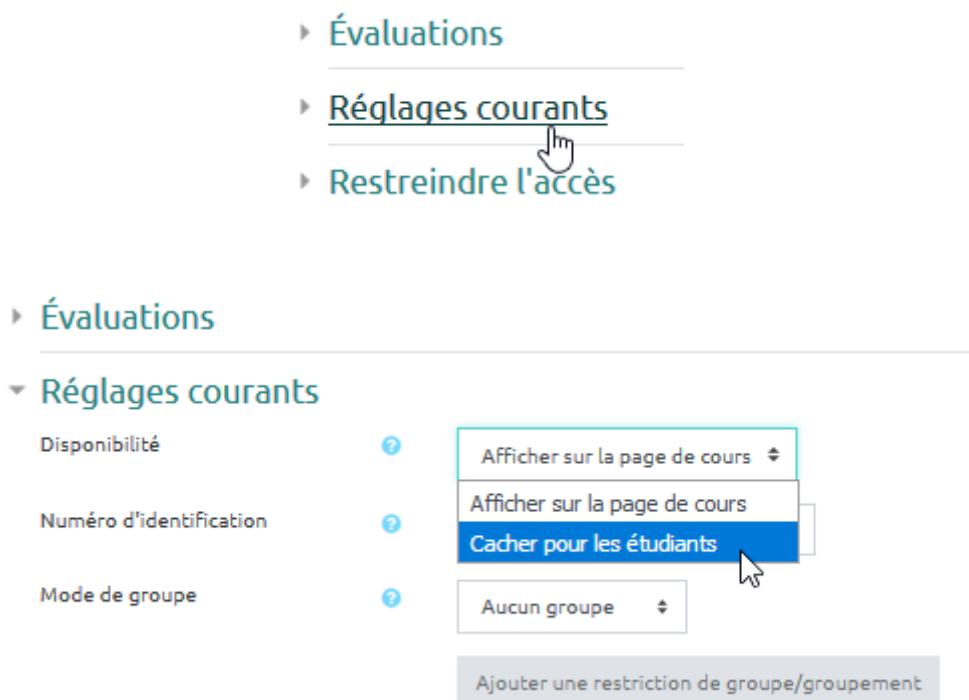 Évaluations
Réglages courants
Restreindre l'accès
Évaluations
Réglages courants
Disponibilité
Afficher sur la page de cours
Afficher sur la page de cours
Numéro d'identification
Cacher pour les étudiants
Mode de groupe
Aucun groupe
Ajouter une restriction de groupe/groupement